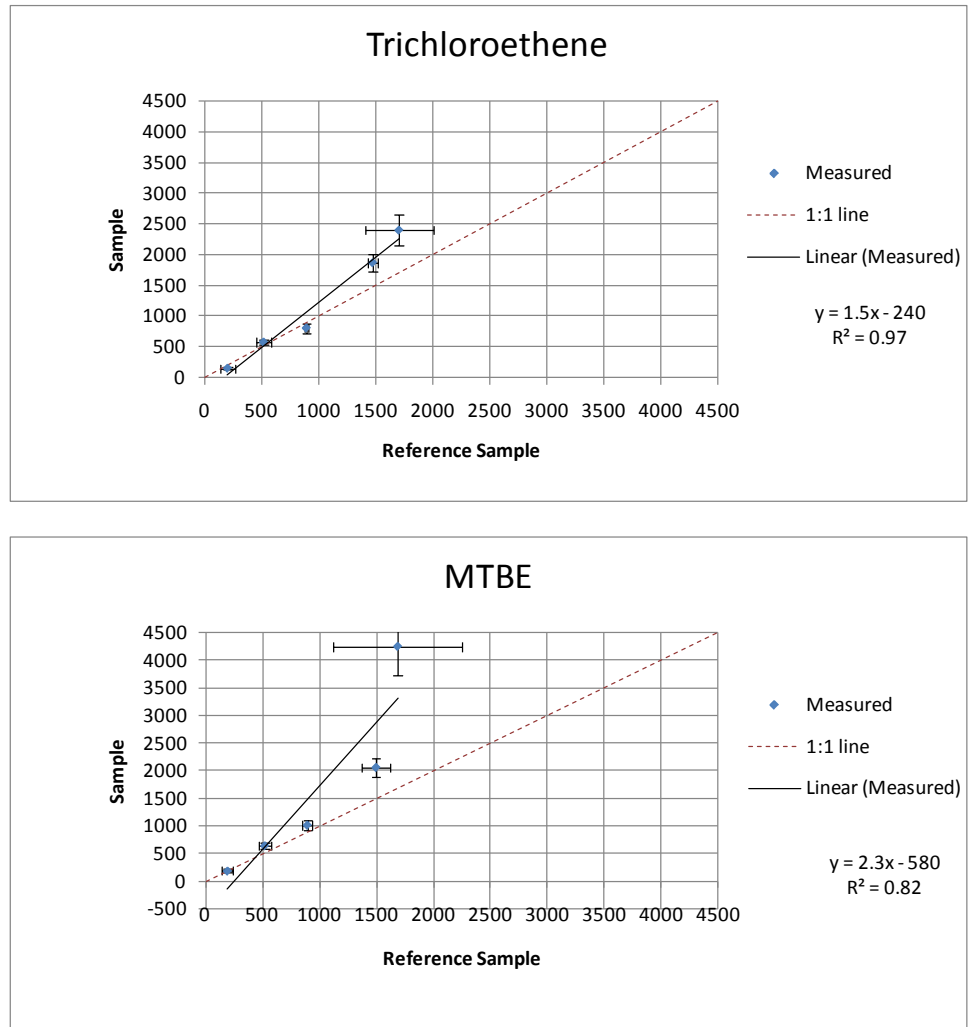 Trichloroethene
4500
4000
3500
3000
2500
2000
1500
1000
500
0
Sample
0 500 1000 1500 2000 2500 3000 3500 4000 4500
Reference Sample
Measured
1:1 line
Linear (Measured)
y = 1.5x - 240
R² = 0.97
MTBE
4500
4000
3500
3000
2500
2000
1500
1000
500
0
-500
Sample
0 500 1000 1500 2000 2500 3000 3500 4000 4500
Reference Sample
Measured
1:1 line
Linear (Measured)
y = 2.3x - 580
R² = 0.82